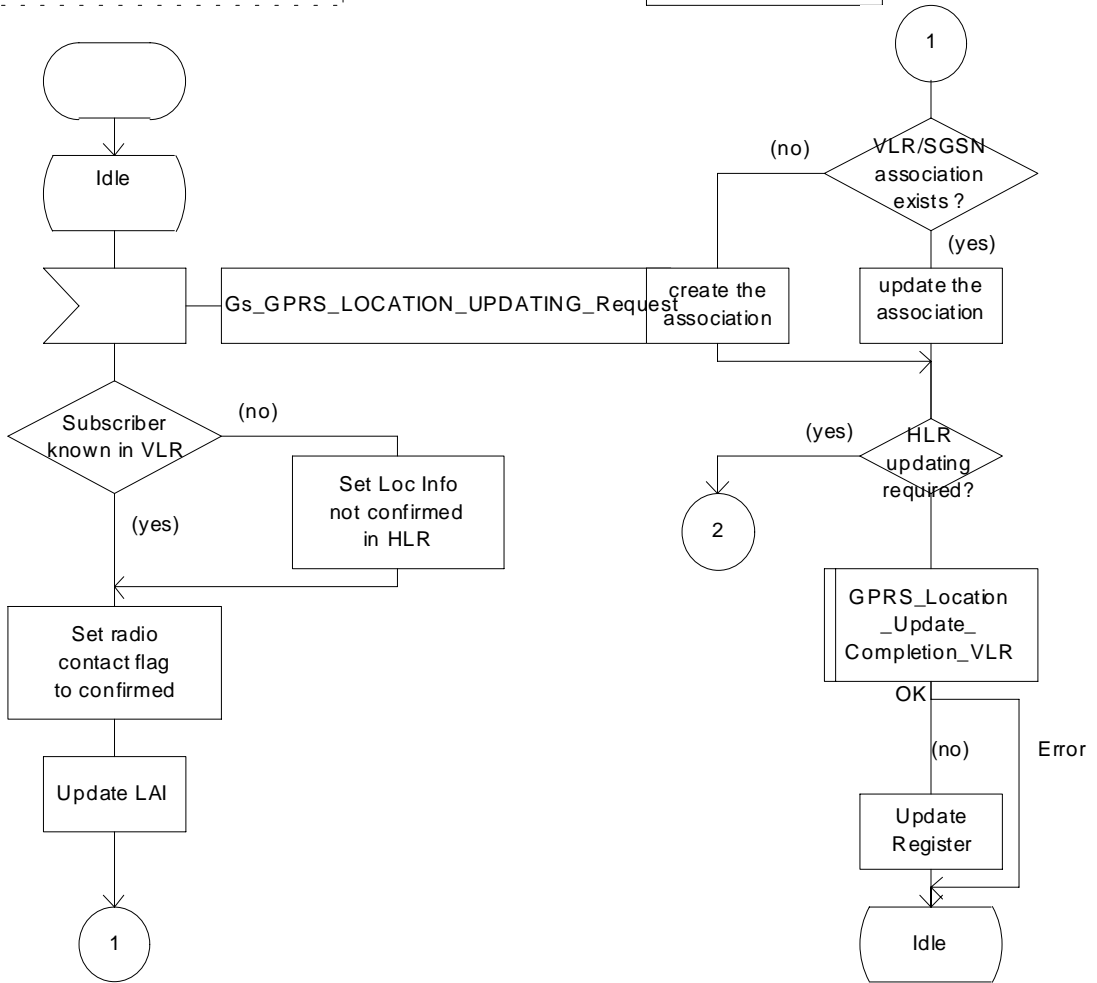 Idle
Gs_GPRS_LOCATION_UPDATING_Request
Subscriber
known in VLR
(no)
(yes)
Set Loc Info
not confirmed
in HLR
Set radio
contact flag
to confirmed
Update LAI
1
1
VLR/SGSN
association
exists ?
(no)
(yes)
create the
association
update the
association
HLR
updating
required?
(yes)
2
GPRS_Location
_Update_
Completion_VLR
OK
(no)
Error
Update
Register
Idle